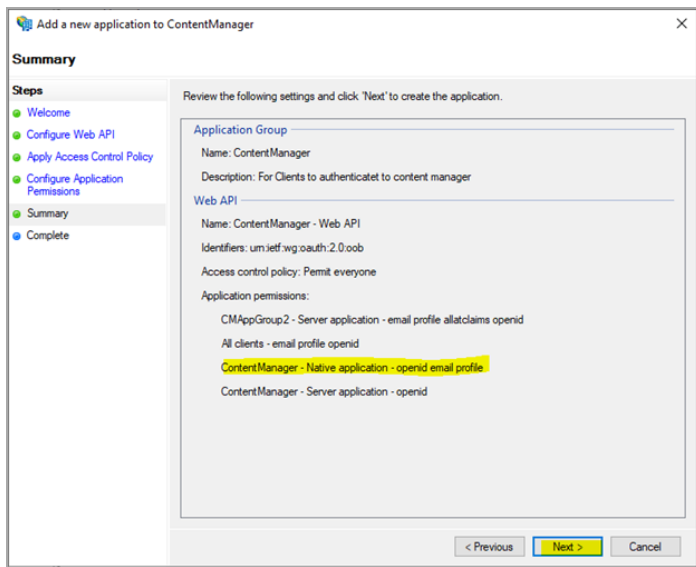 Add a new application to ContentManager
Summary
Steps
Welcome
Configure Web API
Apply Access Control Policy
Configure Application
Permissions
Summary
Complete
Review the following settings and click 'Next' to create the application.
Application Group
Name: ContentManager
Description: For Clients to authenticatet to content manager
Web API
Name: ContentManager - Web API
Identifiers: urn:ietf:wg:oauth:2.0:oob
Access control policy: Permit everyone
Application permissions:
CMAppGroup2 - Server application - email profile allatclaims openid
All clients - email profile openid
ContentManager - Native application - openid email profile
ContentManager - Server application - openid
< Previous
Next >
Cancel